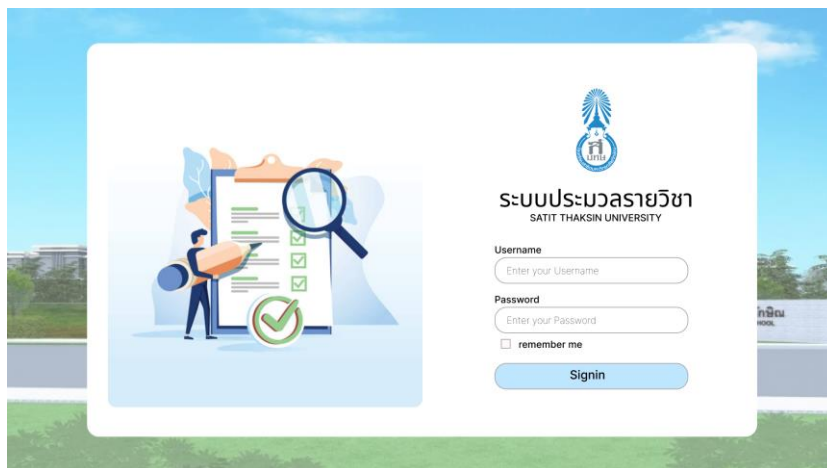 ระบบประมวลรายวิชา
SATIT THAKSIN UNIVERSITY
Username
Enter your Username
Password
Enter your Password
remember me
Signin